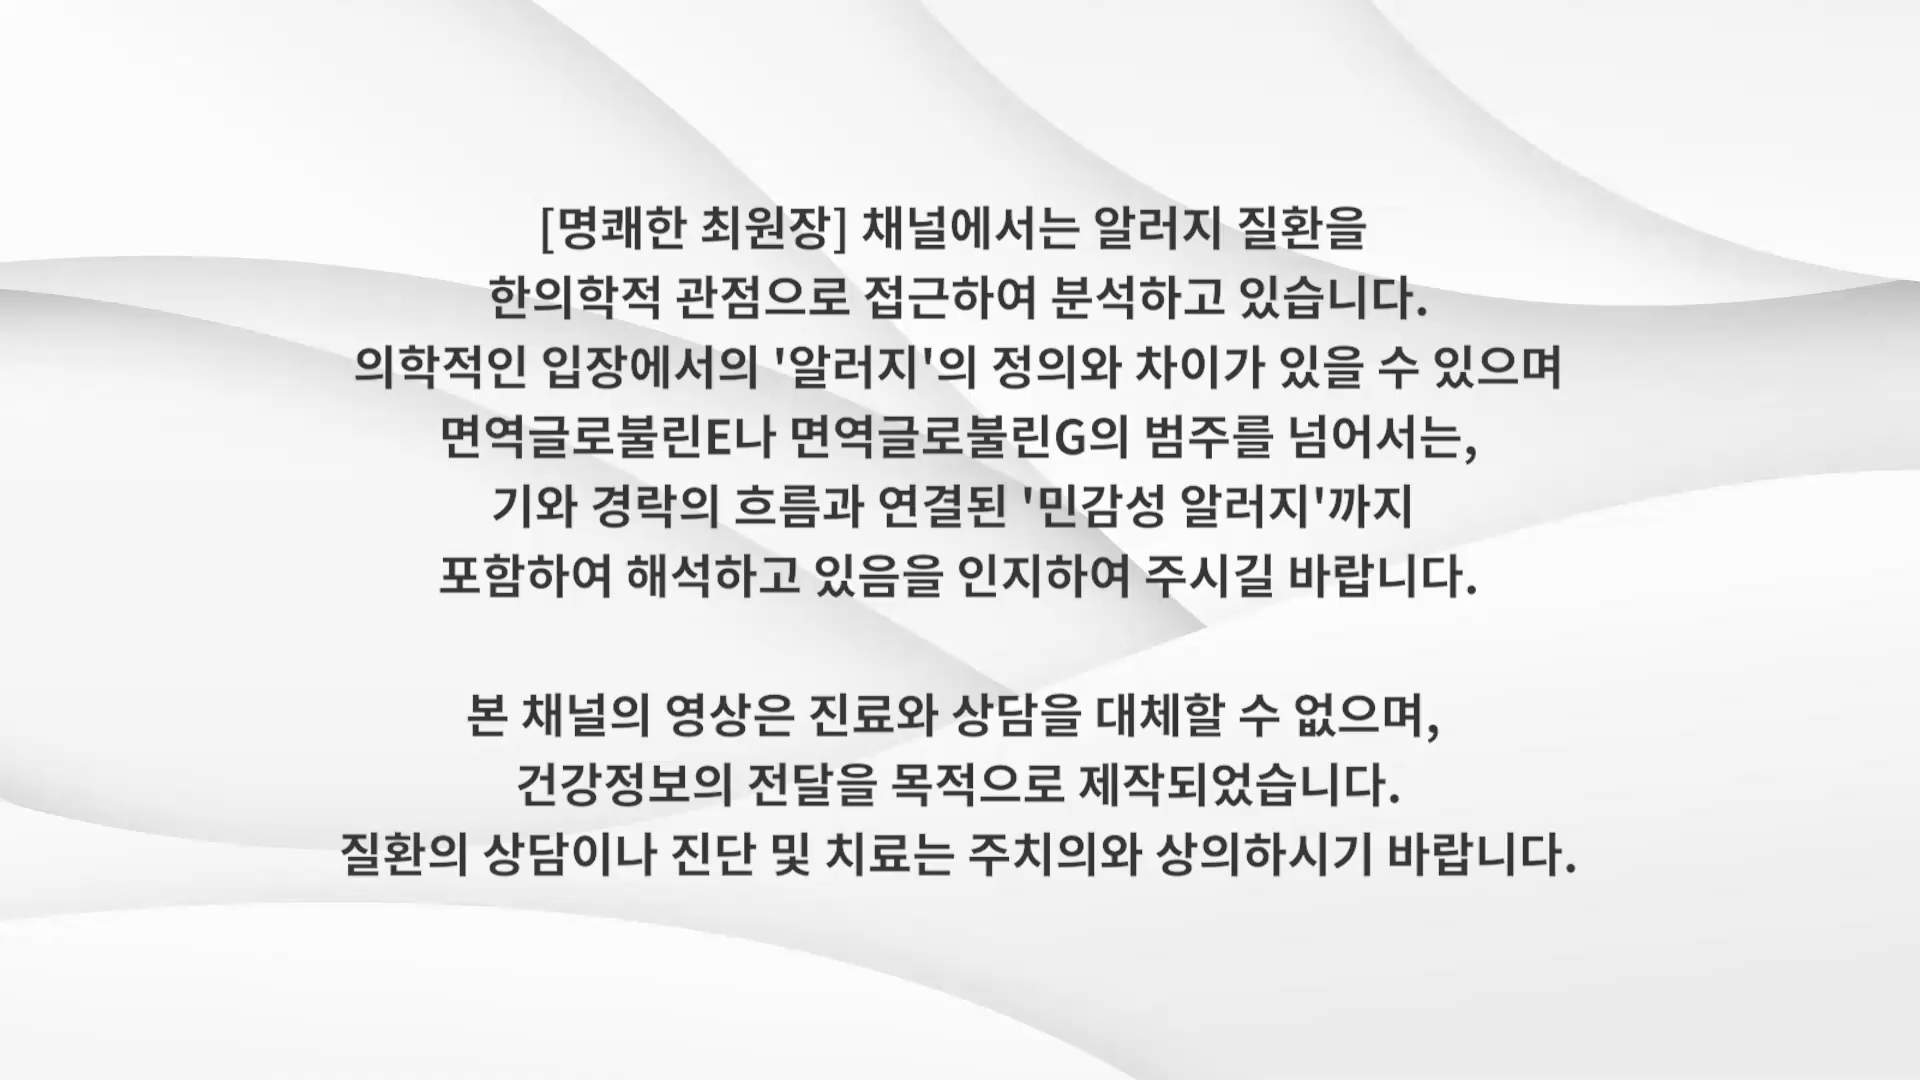 [명쾌한 최원장] 채널에서는 알러지 질환을
한의학적 관점으로 접근하여 분석하고 있습니다.
의학적인 입장에서의 '알러지'의 정의와 차이가 있을 수 있으며
면역글로불린E나 면역글로불린G의 범주를 넘어서는,
기와 경락의 흐름과 연결된 '민감성 알러지'까지
포함하여 해석하고 있음을 인지하여 주시길 바랍니다.
본 채널의 영상은 진료와 상담을 대체할 수 없으며,
건강정보의 전달을 목적으로 제작되었습니다.
질환의 상담이나 진단 및 치료는 주치의와 상의하시기 바랍니다.